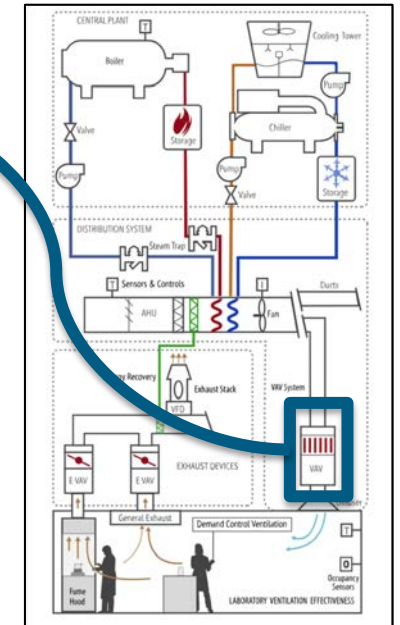 CENTRAL PLANT
T
Cooling Tower
Boiler
Pump
Valve
Storage
Chiller
Pump
Pump
Valve
Storage
DISTRIBUTION SYSTEM
Steam Trap
T
Sensors & Controls
I
Ducts
AHU
Fan
Recovery
Exhaust Stack
VAV System
VFD
E VAV
E VAV
EXHAUST DEVICES
VAV
General Exhaust
Demand Control Ventilation
T
O
Occupancy
Sensors
Fume
Hood
LABORATORY VENTILATION EFFECTIVENESS